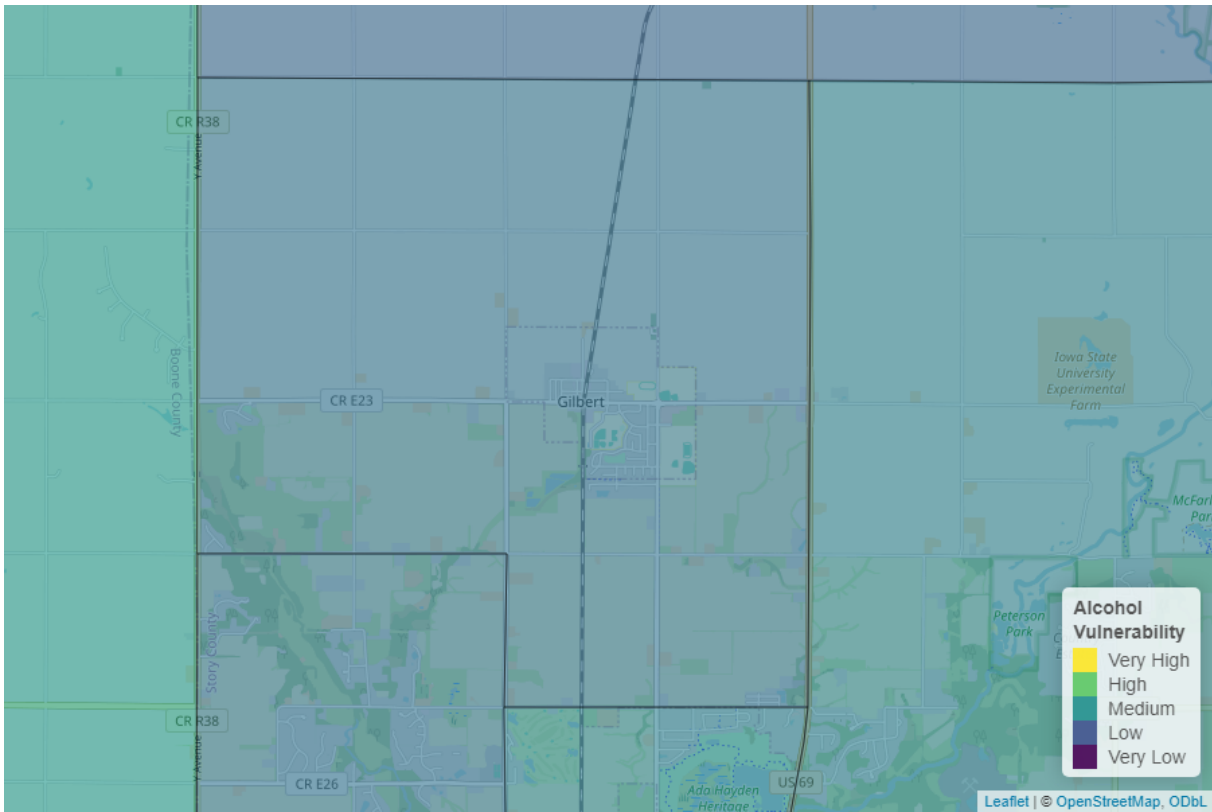 CR R38
Y Avenue
Boone County
CR E23
Gilbert
Iowa State
University
Experimental
Farm
Peterson
Park
Story County
CR R38
Y Avenue
CR E26
US 69
Ada Hayden
Heritage
Alcohol
Vulnerability
Very High
High
Medium
Low
Very Low
Leaflet | © OpenStreetMap, ODbL